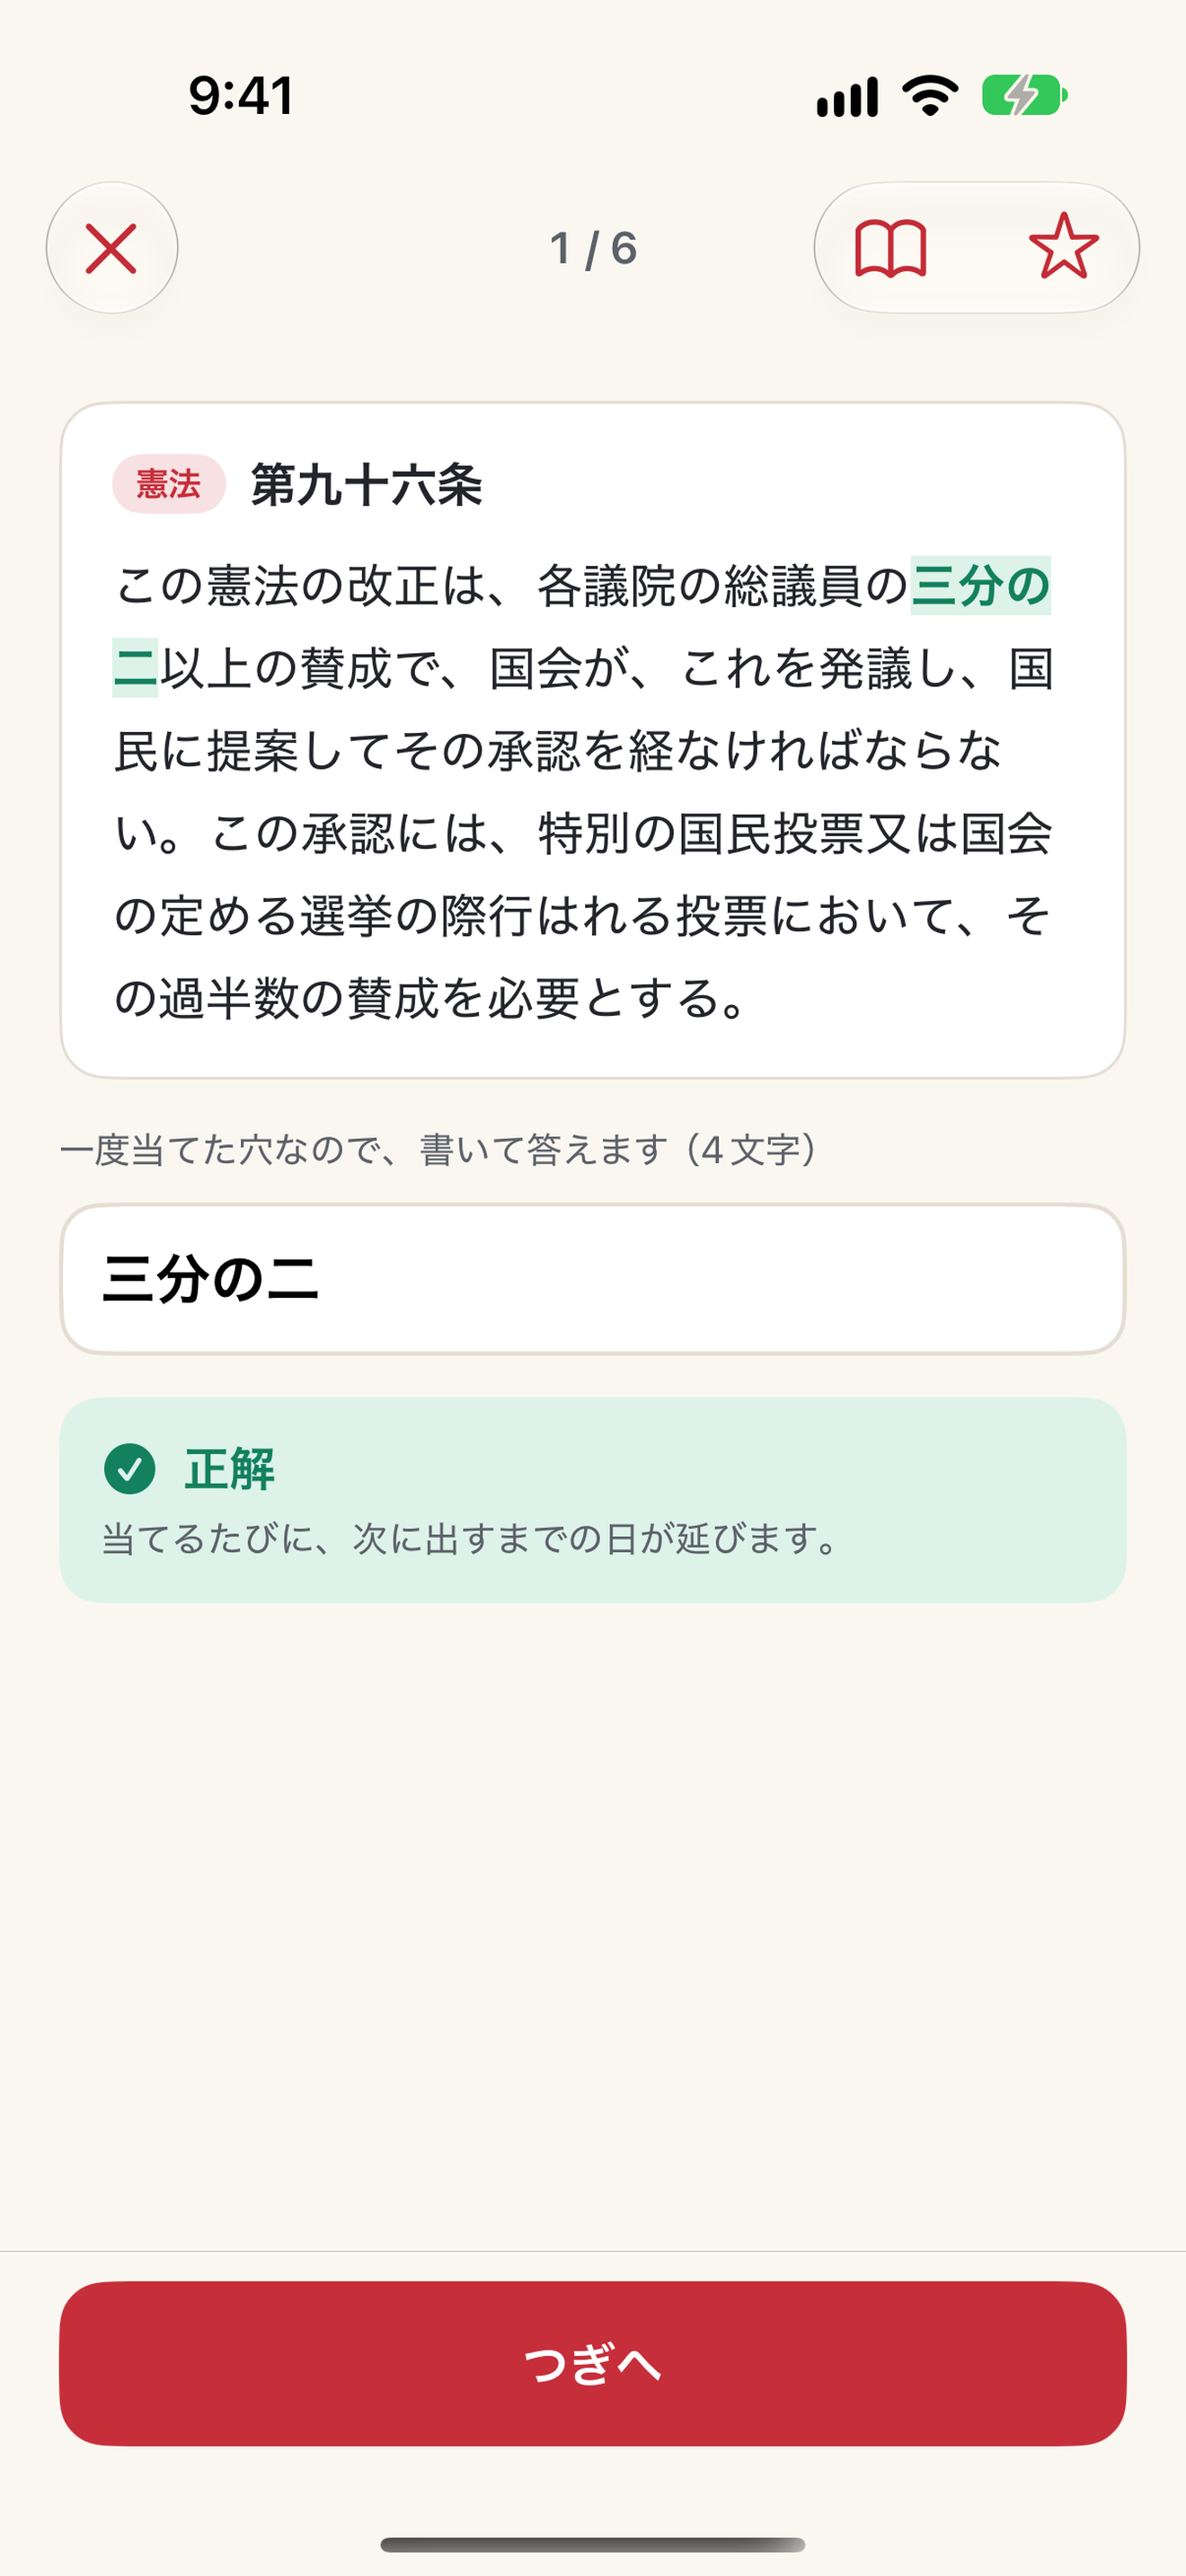 9:41
1 / 6
憲法 第九十六条
この憲法の改正は、各議院の総議員の三分の
二以上の賛成で、国会が、これを発議し、国
民に提案してその承認を経なければならな
い。この承認には、特別の国民投票又は国会
の定める選挙の際行はれる投票において、そ
の過半数の賛成を必要とする。
一度当てた穴なので、書いて答えます（4 文字）
三分の二
正解
当てるたびに、次に出すまでの日が延びます。
つぎへ